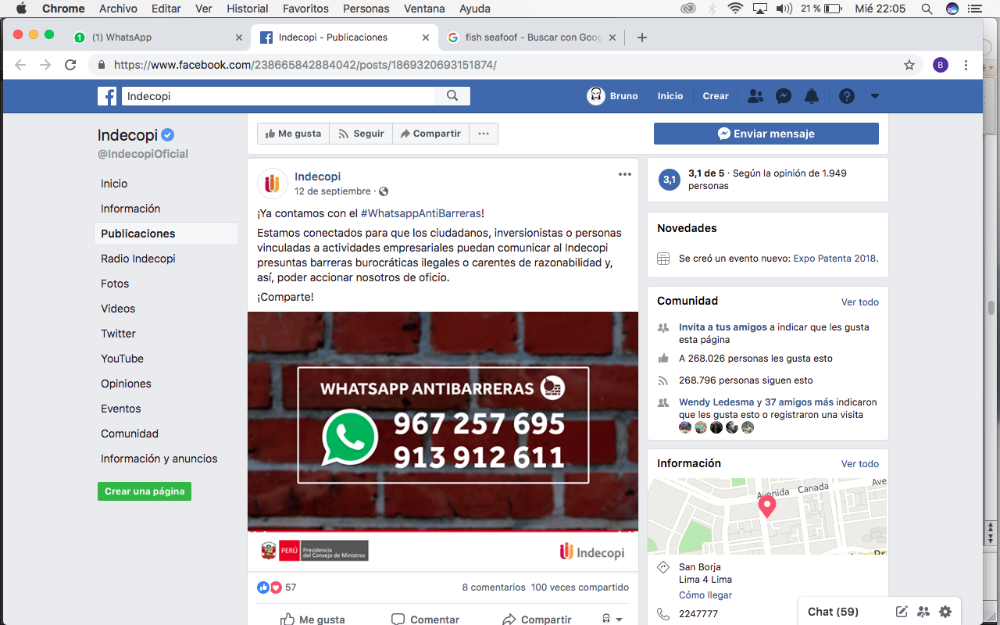 Chrome Archivo Editar Ver Historial Favoritos Personas Ventana Ayuda 21 % Mié 22:05
1 (1) WhatsApp
Indecopi - Publicaciones
fish seafoof - Buscar con Goog
https://www.facebook.com/238665842884042/posts/1869320693151874/
B
Indecopi
Bruno Inicio Crear
Indecopi
@IndecopiOficial
Inicio
Información
Publicaciones
Radio Indecopi
Fotos
Videos
Twitter
YouTube
Opiniones
Eventos
Comunidad
Información y anuncios
Crear una página
Me gusta Seguir Compartir
Enviar mensaje
Indecopi
12 de septiembre ·
¡Ya contamos con el #WhatsappAntiBarreras!
Estamos conectados para que los ciudadanos, inversionistas o personas
vinculadas a actividades empresariales puedan comunicar al Indecopi
presuntas barreras burocráticas ilegales o carentes de razonabilidad y,
así, poder accionar nosotros de oficio.
¡Comparte!
WHATSAPP ANTIBARRERAS
967 257 695
913 912 611
PERÚ
Presidencia
del Consejo de Ministros
Indecopi
57
8 comentarios 100 veces compartido
Me gusta Comentar Compartir
3,1
3,1 de 5 · Según la opinión de 1.949
personas
Novedades
Se creó un evento nuevo: Expo Patenta 2018.
Comunidad Ver todo
Invita a tus amigos a indicar que les gusta
esta página
A 268.026 personas les gusta esto
268.796 personas siguen esto
Wendy Ledesma y 37 amigos más indicaron
que les gusta esto o registraron una visita
Información Ver todo
Avenida Canada
Av.
San Borja
Lima 4 Lima
Cómo llegar
2247777
Chat (59)